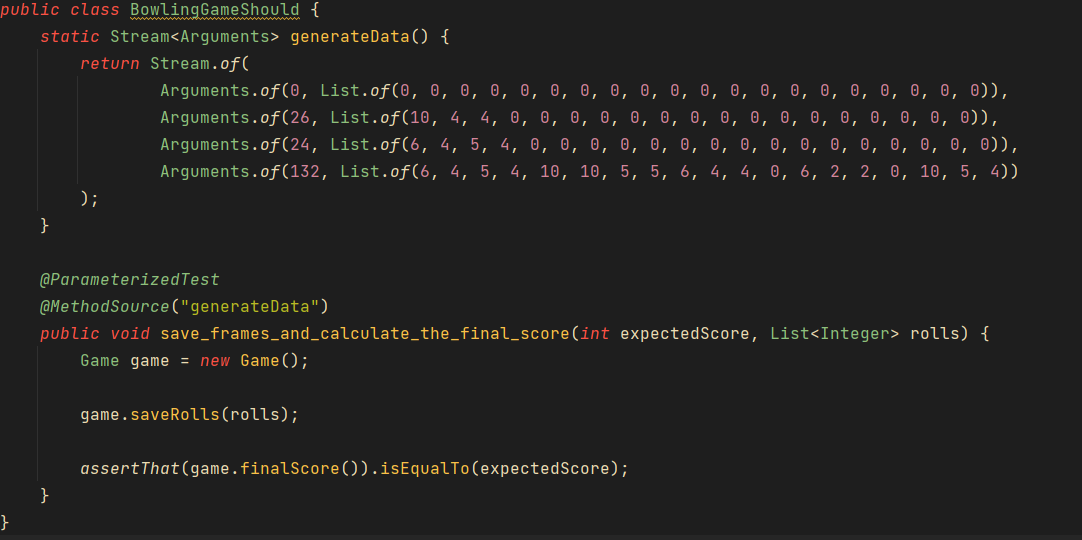 public class BowlingGameShould {
static Stream<Arguments> generateData() {
return Stream.of(
Arguments.of(0, List.of(0, 0, 0, 0, 0, 0, 0, 0, 0, 0, 0, 0, 0, 0, 0, 0, 0, 0, 0, 0)),
Arguments.of(26, List.of(10, 4, 4, 0, 0, 0, 0, 0, 0, 0, 0, 0, 0, 0, 0, 0, 0, 0, 0)),
Arguments.of(24, List.of(6, 4, 5, 4, 0, 0, 0, 0, 0, 0, 0, 0, 0, 0, 0, 0, 0, 0, 0, 0)),
Arguments.of(132, List.of(6, 4, 5, 4, 10, 10, 5, 5, 6, 4, 4, 0, 6, 2, 2, 0, 10, 5, 4))
);
}
@ParameterizedTest
@MethodSource("generateData")
public void save_frames_and_calculate_the_final_score(int expectedScore, List<Integer> rolls) {
Game game = new Game();
game.saveRolls(rolls);
assertThat(game.finalScore()).isEqualTo(expectedScore);
}
}